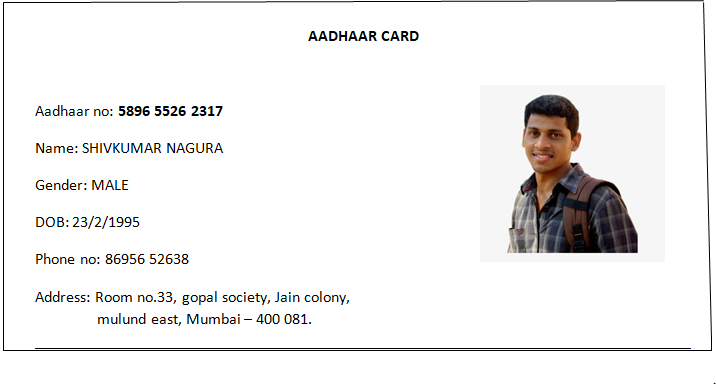 AADHAAR CARD
Aadhaar no: 5896 5526 2317
Name: SHIVKUMAR NAGURA
Gender: MALE
DOB: 23/2/1995
Phone no: 86956 52638
Address: Room no.33, gopal society, Jain colony,
mulund east, Mumbai – 400 081.